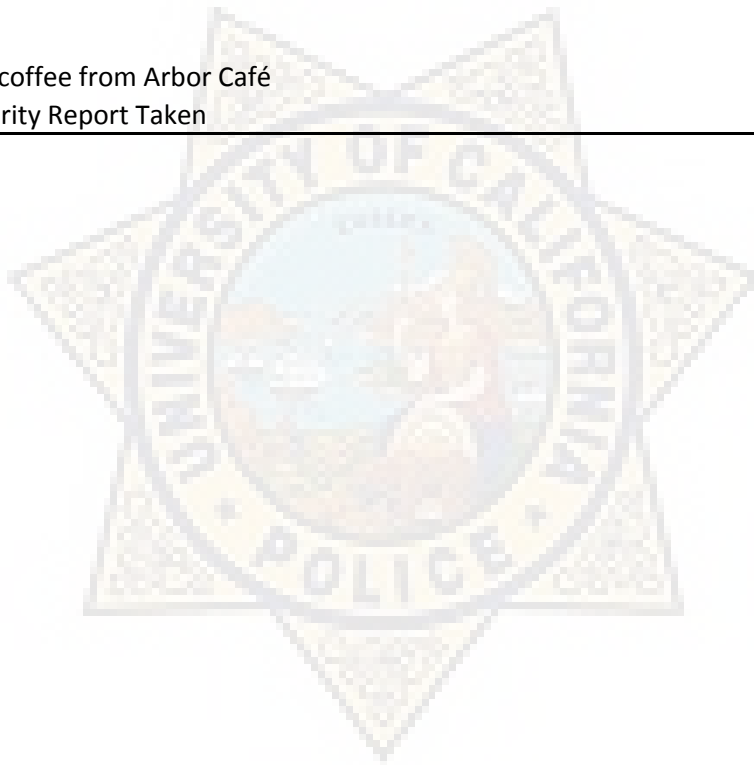 coffee from Arbor Café
rity Report Taken
UNIVERSITY OF CALIFORNIA
POLICE